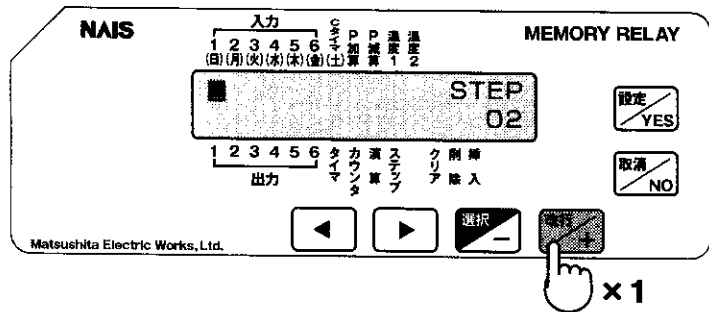 NAIS
MEMORY RELAY
入力
1 2 3 4 5 6 Cタイマ P加算 P減算 温度1 温度2
(日)(月)(火)(水)(木)(金)(土)
STEP
02
1 2 3 4 5 6 タイマ カウンタ 演算 ステップ クリア 削除 挿入
出力
設定/YES
取消/NO
◀ ▶ 選択/−
+
Matsushita Electric Works, Ltd.
×1